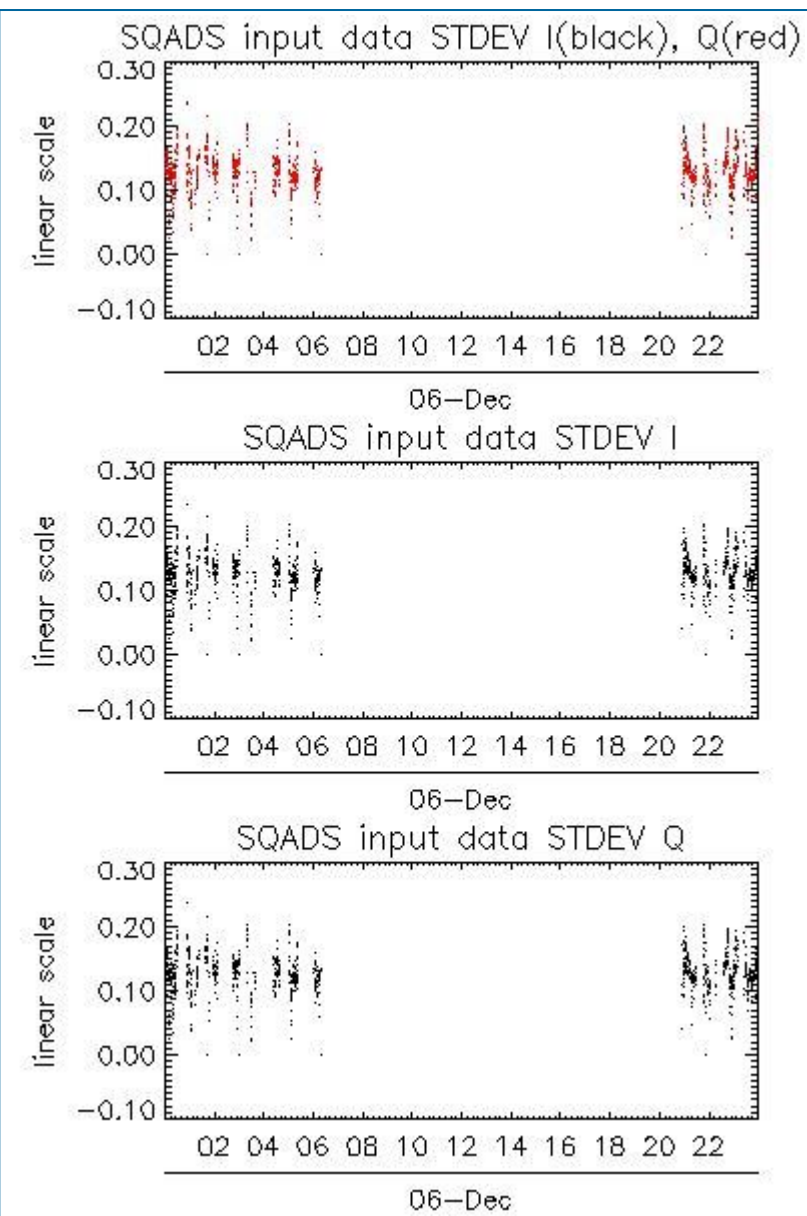 SQADS input data STDEV I(black), Q(red)
0.30
0.20
0.10
0.00
−0.10
linear scale
02 04 06 08 10 12 14 16 18 20 22
06−Dec
SQADS input data STDEV I
0.30
0.20
0.10
0.00
−0.10
linear scale
02 04 06 08 10 12 14 16 18 20 22
06−Dec
SQADS input data STDEV Q
0.30
0.20
0.10
0.00
−0.10
linear scale
02 04 06 08 10 12 14 16 18 20 22
06−Dec